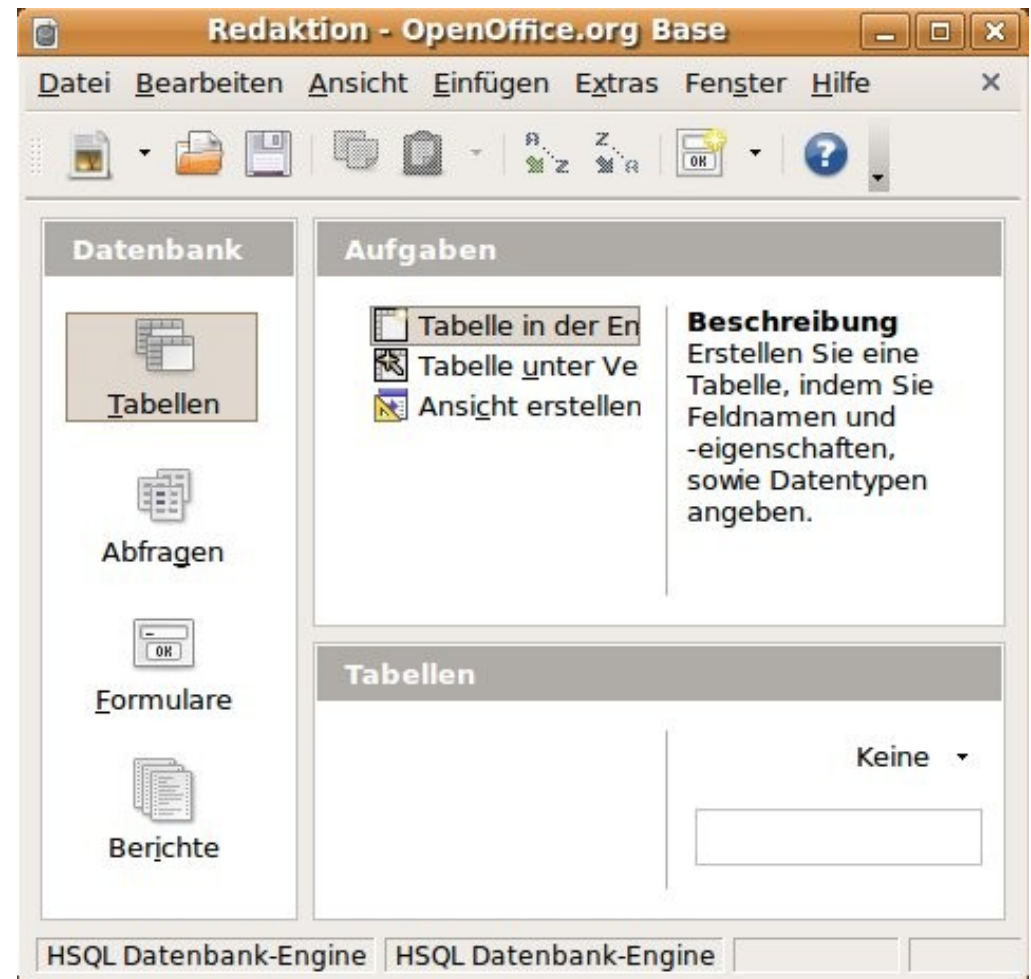 Redaktion - OpenOffice.org Base
Datei Bearbeiten Ansicht Einfügen Extras Fenster Hilfe
OK
Datenbank
Tabellen
Abfragen
OK
Formulare
Berichte
Aufgaben
Tabelle in der En
Tabelle unter Ve
Ansicht erstellen
Beschreibung
Erstellen Sie eine
Tabelle, indem Sie
Feldnamen und
-eigenschaften,
sowie Datentypen
angeben.
Tabellen
Keine
HSQL Datenbank-Engine HSQL Datenbank-Engine